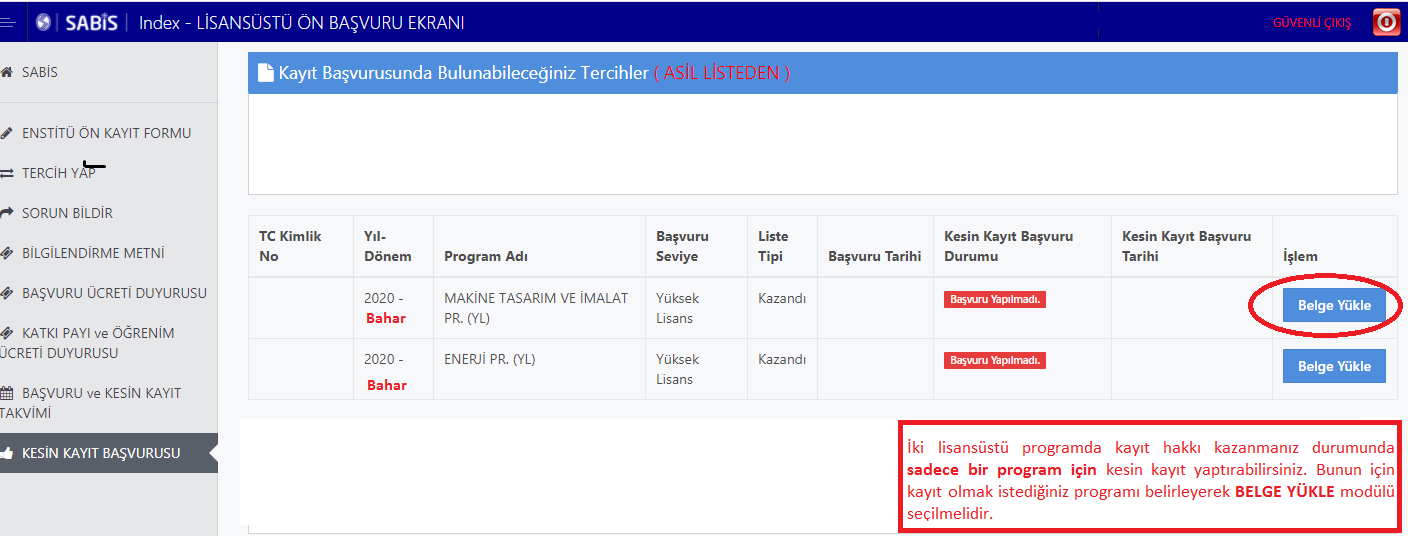 SABİS Index - LİSANSÜSTÜ ÖN BAŞVURU EKRANI
GÜVENLİ ÇIKIŞ
SABİS
ENSTİTÜ ÖN KAYIT FORMU
TERCİH YAP
SORUN BİLDİR
BİLGİLENDİRME METNİ
BAŞVURU ÜCRETİ DUYURUSU
KATKI PAYI ve ÖĞRENİM
ÜCRETİ DUYURUSU
BAŞVURU ve KESİN KAYIT
TAKVİMİ
KESİN KAYIT BAŞVURUSU
Kayıt Başvurusunda Bulunabileceğiniz Tercihler ( ASİL LİSTEDEN )
TC Kimlik
No
Yıl-
Dönem
Program Adı
Başvuru
Seviye
Liste
Tipi
Başvuru Tarihi
Kesin Kayıt Başvuru
Durumu
Kesin Kayıt Başvuru
Tarihi
İşlem
2020 -
Bahar
MAKİNE TASARIM VE İMALAT
PR. (YL)
Yüksek
Lisans
Kazandı
Başvuru Yapılmadı.
Belge Yükle
2020 -
Bahar
ENERJİ PR. (YL)
Yüksek
Lisans
Kazandı
Başvuru Yapılmadı.
Belge Yükle
İki lisansüstü programda kayıt hakkı kazanmanız durumunda
sadece bir program için kesin kayıt yaptırabilirsiniz. Bunun için
kayıt olmak istediğiniz programı belirleyerek BELGE YÜKLE modülü
seçilmelidir.